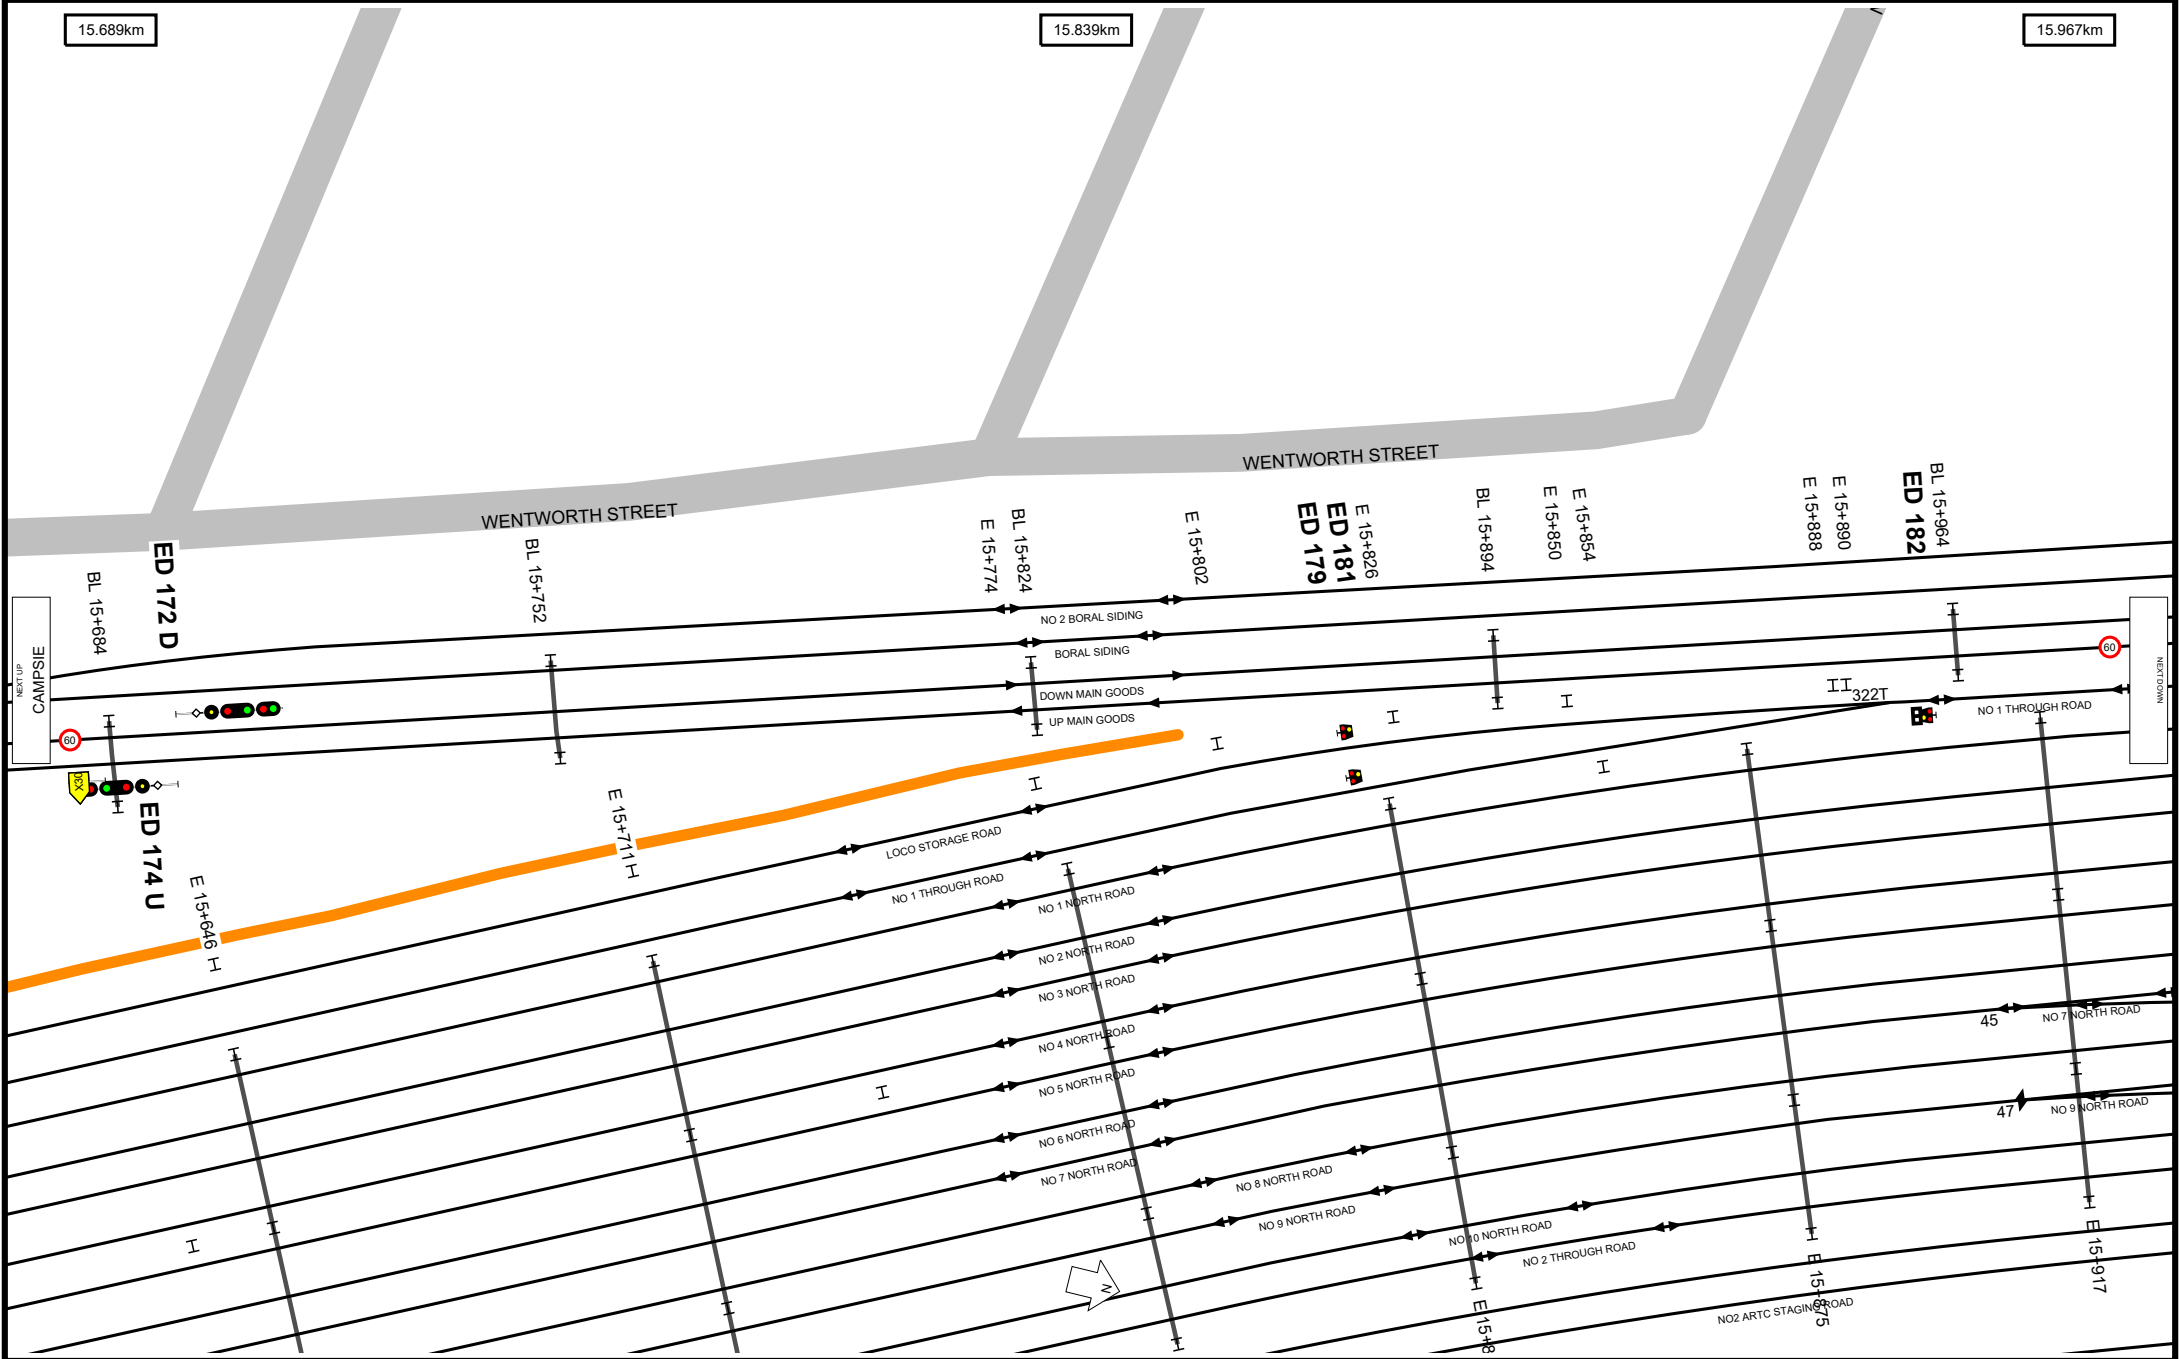 15.689km
15.839km
15.967km
WENTWORTH STREET
WENTWORTH STREET
BL 15+684
ED 172 D
BL 15+752
E 15+774
BL 15+824
E 15+802
ED 179
ED 181
E 15+826
BL 15+894
E 15+850
E 15+854
E 15+888
E 15+890
ED 182
BL 15+964
NEXT UP
CAMPSIE
NEXT DOWN
60
60
X30
ED 174 U
E 15+646
E 15+711
NO 2 BORAL SIDING
BORAL SIDING
DOWN MAIN GOODS
UP MAIN GOODS
322T
NO 1 THROUGH ROAD
LOCO STORAGE ROAD
NO 1 THROUGH ROAD
NO 1 NORTH ROAD
NO 2 NORTH ROAD
NO 3 NORTH ROAD
NO 4 NORTH ROAD
NO 5 NORTH ROAD
NO 6 NORTH ROAD
NO 7 NORTH ROAD
NO 8 NORTH ROAD
NO 9 NORTH ROAD
NO 10 NORTH ROAD
NO 2 THROUGH ROAD
NO2 ARTC STAGING ROAD
45
NO 7 NORTH ROAD
47
NO 9 NORTH ROAD
N
E15+8
E 15+875
E 15+917